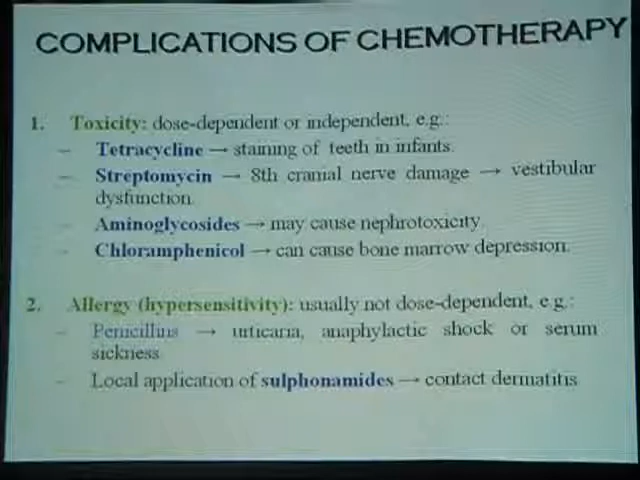 COMPLICATIONS OF CHEMOTHERAPY
1. Toxicity: dose-dependent or independent, e.g.:
– Tetracycline → staining of teeth in infants.
– Streptomycin → 8th cranial nerve damage → vestibular
dysfunction.
– Aminoglycosides → may cause nephrotoxicity
– Chloramphenicol → can cause bone marrow depression.
2. Allergy (hypersensitivity): usually not dose-dependent, e.g.:
– Penicillins → urticaria, anaphylactic shock or serum
sickness
– Local application of sulphonamides → contact dermatitis